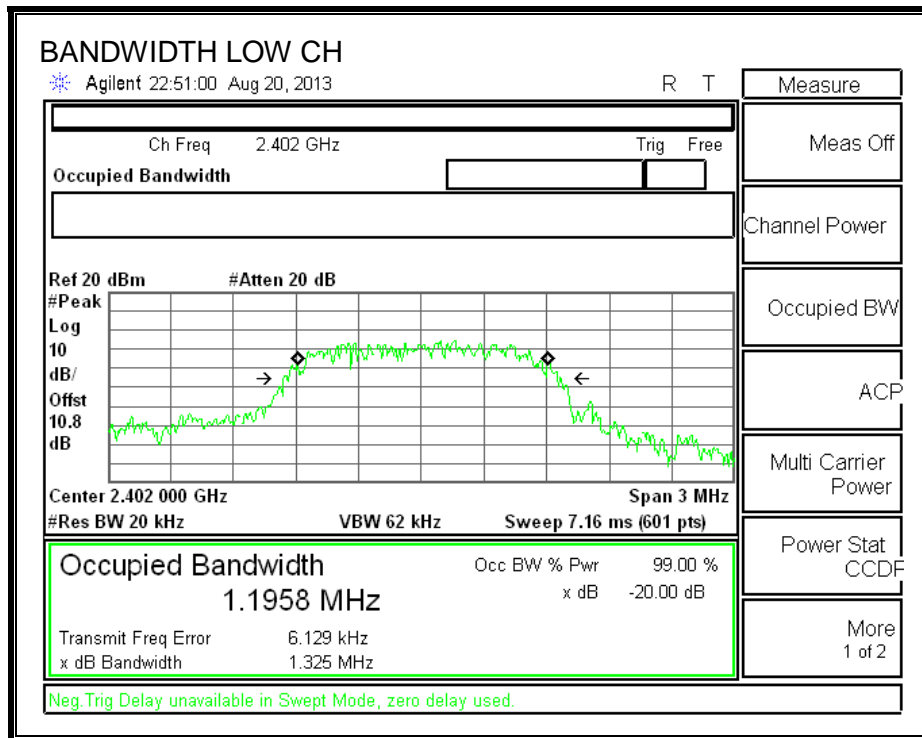 BANDWIDTH LOW CH
Agilent 22:51:00 Aug 20, 2013 R T
Measure
Ch Freq 2.402 GHz Trig Free
Occupied Bandwidth
Meas Off
Channel Power
Occupied BW
ACP
Multi Carrier
Power
Power Stat
CCDF
More
1 of 2
Ref 20 dBm #Atten 20 dB
#Peak
Log
10
dB/
Offst
10.8
dB
Center 2.402 000 GHz Span 3 MHz
#Res BW 20 kHz VBW 62 kHz Sweep 7.16 ms (601 pts)
Occupied Bandwidth Occ BW % Pwr 99.00 %
1.1958 MHz x dB -20.00 dB
Transmit Freq Error 6.129 kHz
x dB Bandwidth 1.325 MHz
Neg.Trig Delay unavailable in Swept Mode, zero delay used.